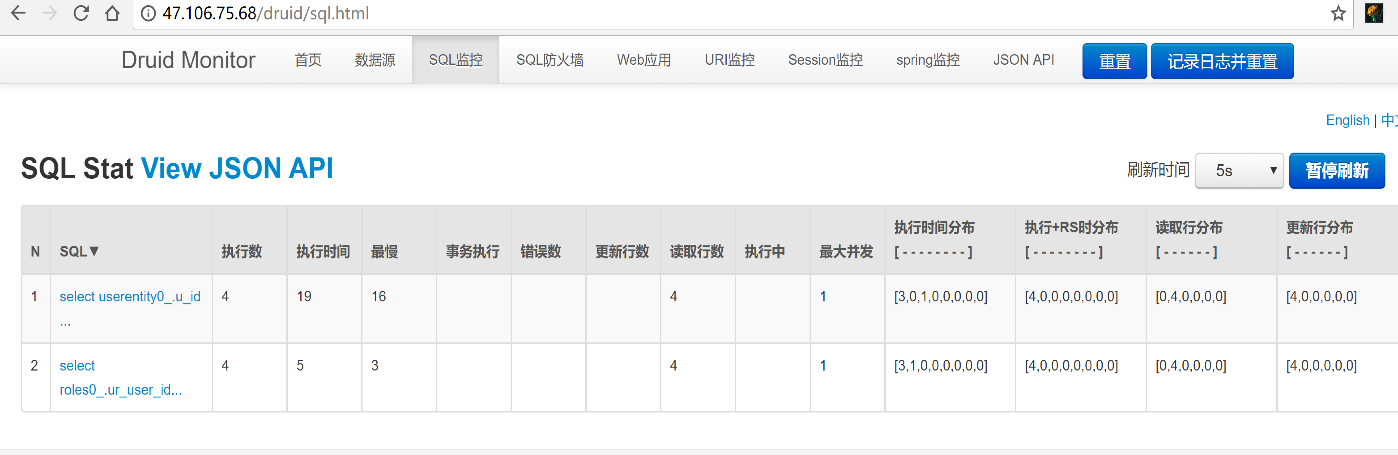 47.106.75.68/druid/sql.html
Druid Monitor 首页 数据源 SQL监控 SQL防火墙 Web应用 URI监控 Session监控 spring监控 JSON API 重置 记录日志并重置
English | 中
SQL Stat View JSON API 刷新时间 5s 暂停刷新
N SQL▼ 执行数 执行时间 最慢 事务执行 错误数 更新行数 读取行数 执行中 最大并发 执行时间分布 执行+RS时分布 读取行分布 更新行分布
[ - - - - - - - - ] [ - - - - - - - - ] [ - - - - - - ] [ - - - - - - ]
1 select userentity0_.u_id 4 19 16 4 1 [3,0,1,0,0,0,0,0] [4,0,0,0,0,0,0,0] [0,4,0,0,0,0] [4,0,0,0,0,0]
...
2 select 4 5 3 4 1 [3,1,0,0,0,0,0,0] [4,0,0,0,0,0,0,0] [0,4,0,0,0,0] [4,0,0,0,0,0]
roles0_.ur_user_id...